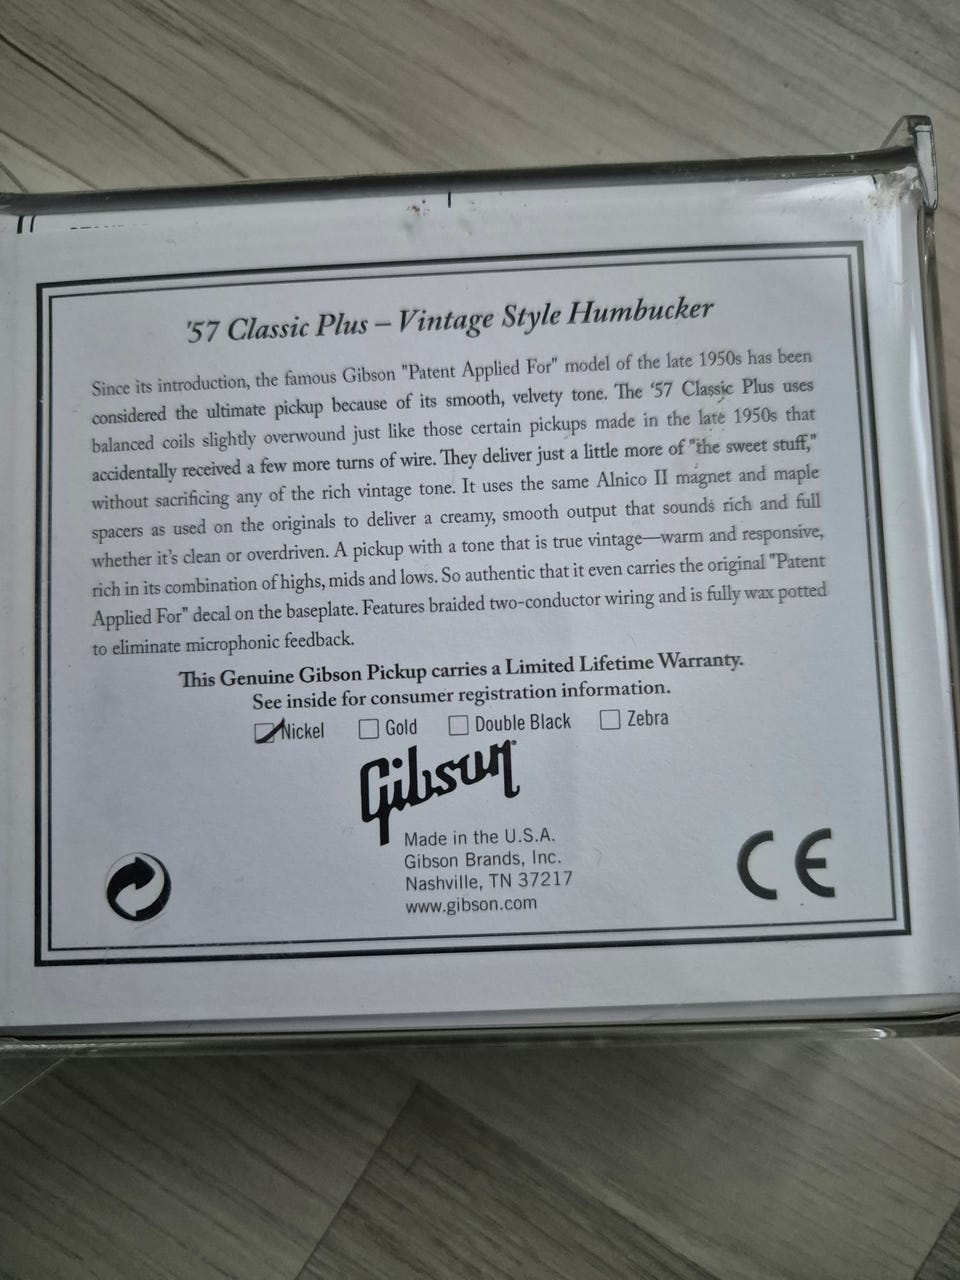 '57 Classic Plus – Vintage Style Humbucker
Since its introduction, the famous Gibson "Patent Applied For" model of the late 1950s has been
considered the ultimate pickup because of its smooth, velvety tone. The ‘57 Classic Plus uses
balanced coils slightly overwound just like those certain pickups made in the late 1950s that
accidentally received a few more turns of wire. They deliver just a little more of "the sweet stuff,"
without sacrificing any of the rich vintage tone. It uses the same Alnico II magnet and maple
spacers as used on the originals to deliver a creamy, smooth output that sounds rich and full
whether it's clean or overdriven. A pickup with a tone that is true vintage—warm and responsive,
rich in its combination of highs, mids and lows. So authentic that it even carries the original "Patent
Applied For" decal on the baseplate. Features braided two-conductor wiring and is fully wax potted
to eliminate microphonic feedback.
This Genuine Gibson Pickup carries a Limited Lifetime Warranty.
See inside for consumer registration information.
Nickel Gold Double Black Zebra
Gibson
Made in the U.S.A.
Gibson Brands, Inc.
Nashville, TN 37217
www.gibson.com
CE